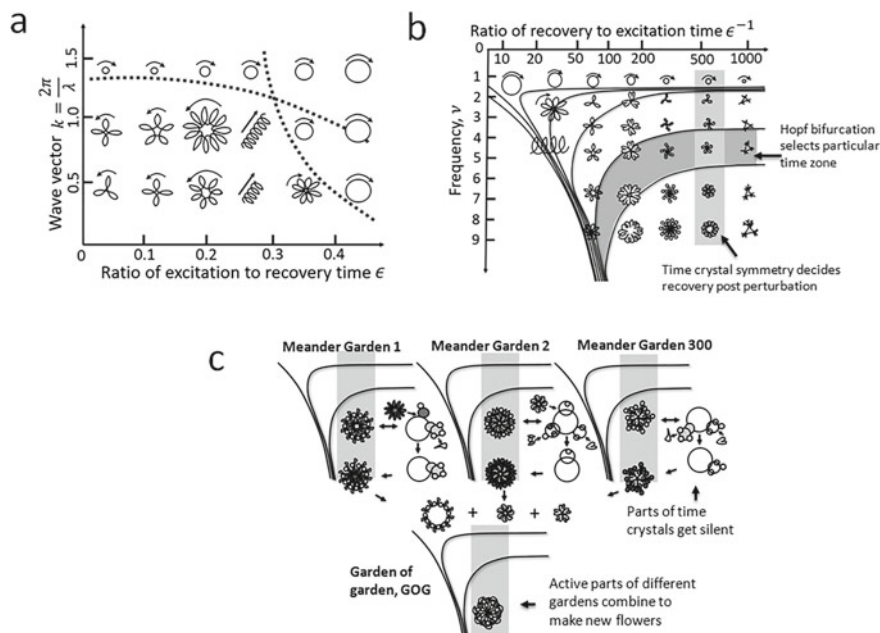 a
Wave vector k = 2π/λ
1.5
1.0
0.5
0
0.1
0.2
0.3
0.4
Ratio of excitation to recovery time ϵ
b
Ratio of recovery to excitation time ϵ⁻¹
0 10 20 50 100 200 500 1000
Frequency, ν
1
2
3
4
5
6
7
8
9
Hopf bifurcation
selects particular
time zone
Time crystal symmetry decides
recovery post perturbation
c
Meander Garden 1
Meander Garden 2
Meander Garden 300
+ +
Parts of time
crystals get silent
Garden of
garden, GOG
Active parts of different
gardens combine to
make new flowers